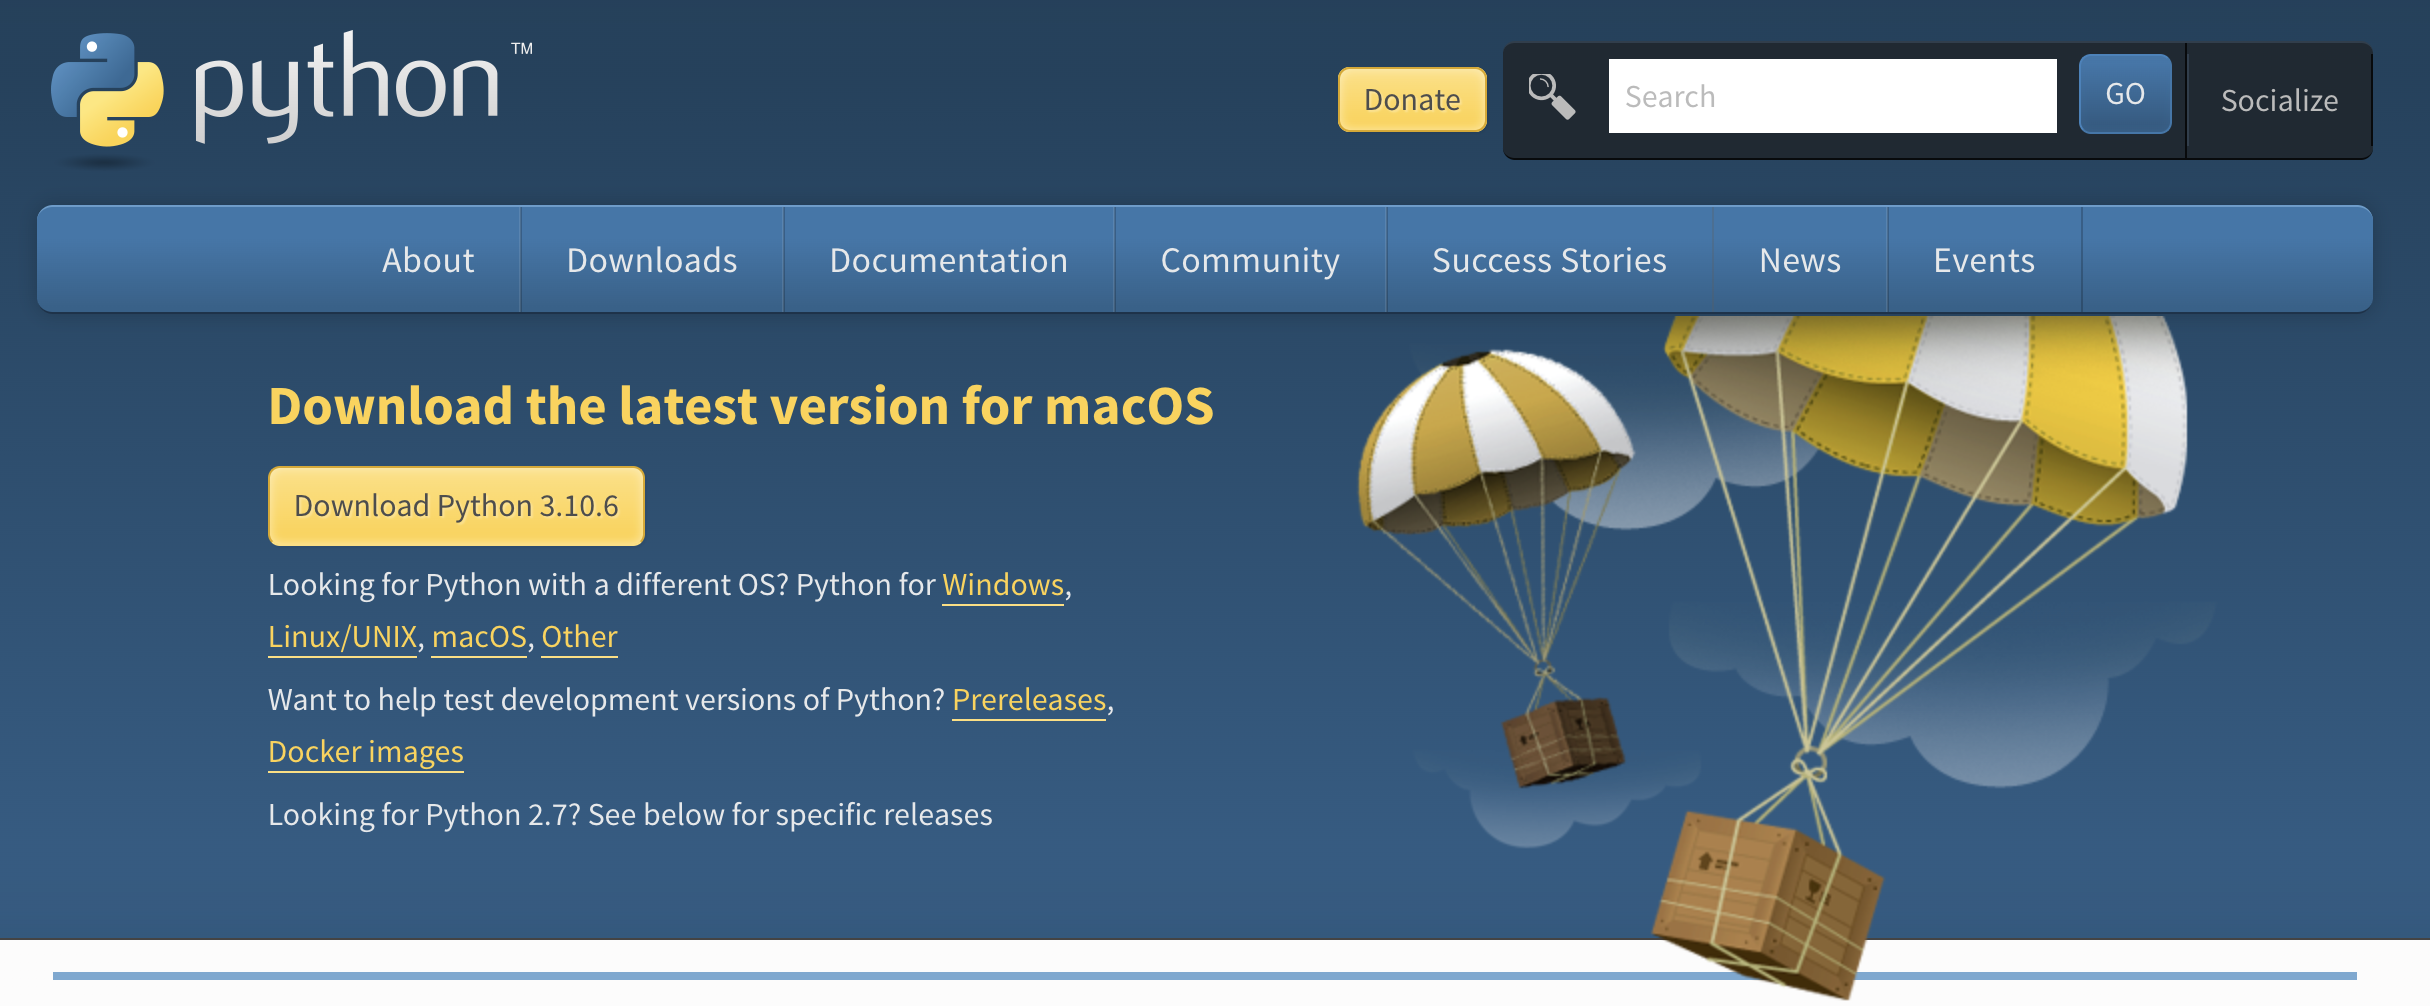 python™
Donate
Search
GO
Socialize
About
Downloads
Documentation
Community
Success Stories
News
Events
Download the latest version for macOS
Download Python 3.10.6
Looking for Python with a different OS? Python for Windows,
Linux/UNIX, macOS, Other
Want to help test development versions of Python? Prereleases,
Docker images
Looking for Python 2.7? See below for specific releases